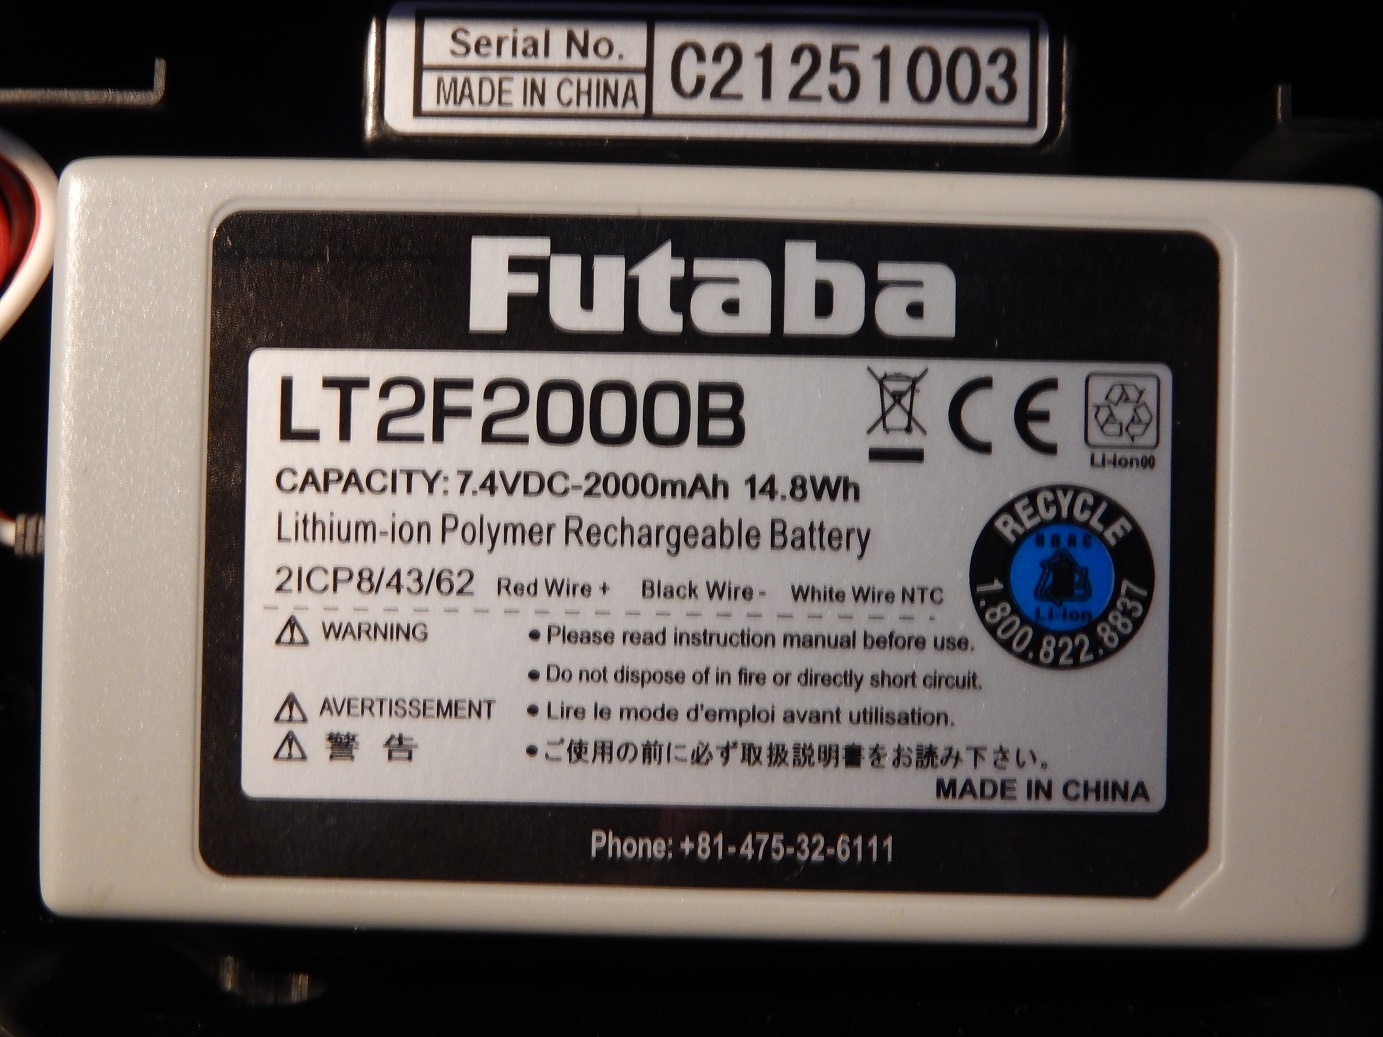 Serial No.
MADE IN CHINA
C21251003
Futaba
LT2F2000B
Li-ion00
CAPACITY: 7.4VDC-2000mAh 14.8Wh
Lithium-ion Polymer Rechargeable Battery
2ICP8/43/62 Red Wire + Black Wire - White Wire NTC
RECYCLE
RBRC
Li-ion
1.800.822.8837
WARNING
• Please read instruction manual before use.
• Do not dispose of in fire or directly short circuit.
AVERTISSEMENT • Lire le mode d'emploi avant utilisation.
警 告 • ご使用の前に必ず取扱説明書をお読み下さい。
MADE IN CHINA
Phone: +81-475-32-6111